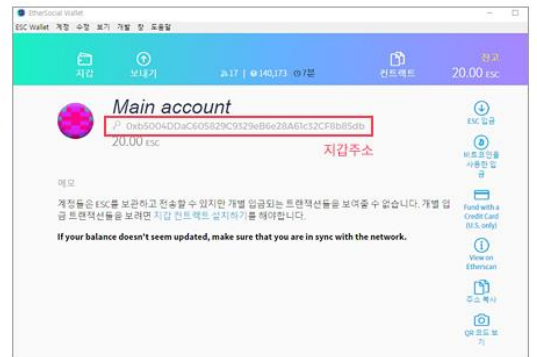 EtherSocial Wallet
ESC Wallet 계정 수정 보기 개발 창 도움말
지갑
보내기
17 | 140,173 7분
컨트랙트
잔고
20.00 ESC
Main account
0xb5004DDaC605829C9329eB6e28A61c32CF8b85db
20.00 ESC
지갑주소
메모
계정들은 ESC를 보관하고 전송할 수 있지만 개별 입금되는 트랜잭션들을 보여줄 수 없습니다. 개별 입
금 트랜잭션들을 보려면 지갑 컨트랙트 설치하기를 해야합니다.
If your balance doesn't seem updated, make sure that you are in sync with the network.
ESC 입금
비트코인을
사용한 입
금
Fund with a
Credit Card
(U.S. only)
View on
Etherscan
주소 복사
QR 코드 보
기